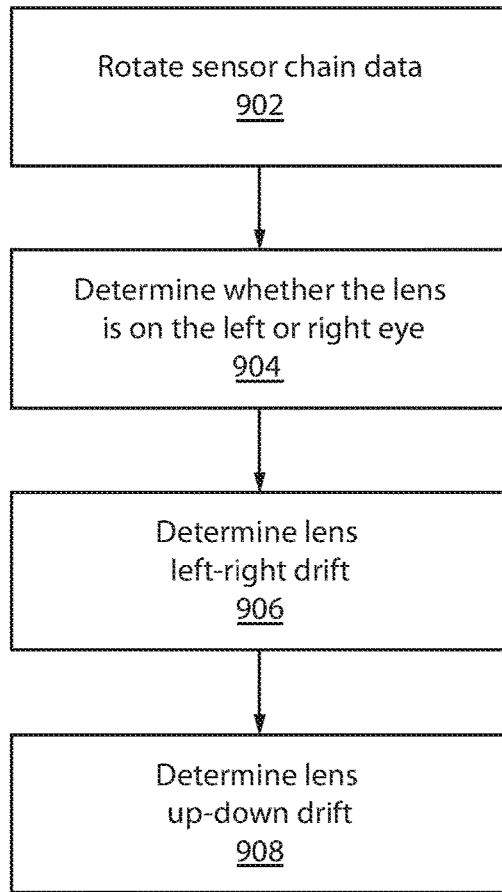 Rotate sensor chain data
902
Determine whether the lens
is on the left or right eye
904
Determine lens
left-right drift
906
Determine lens
up-down drift
908